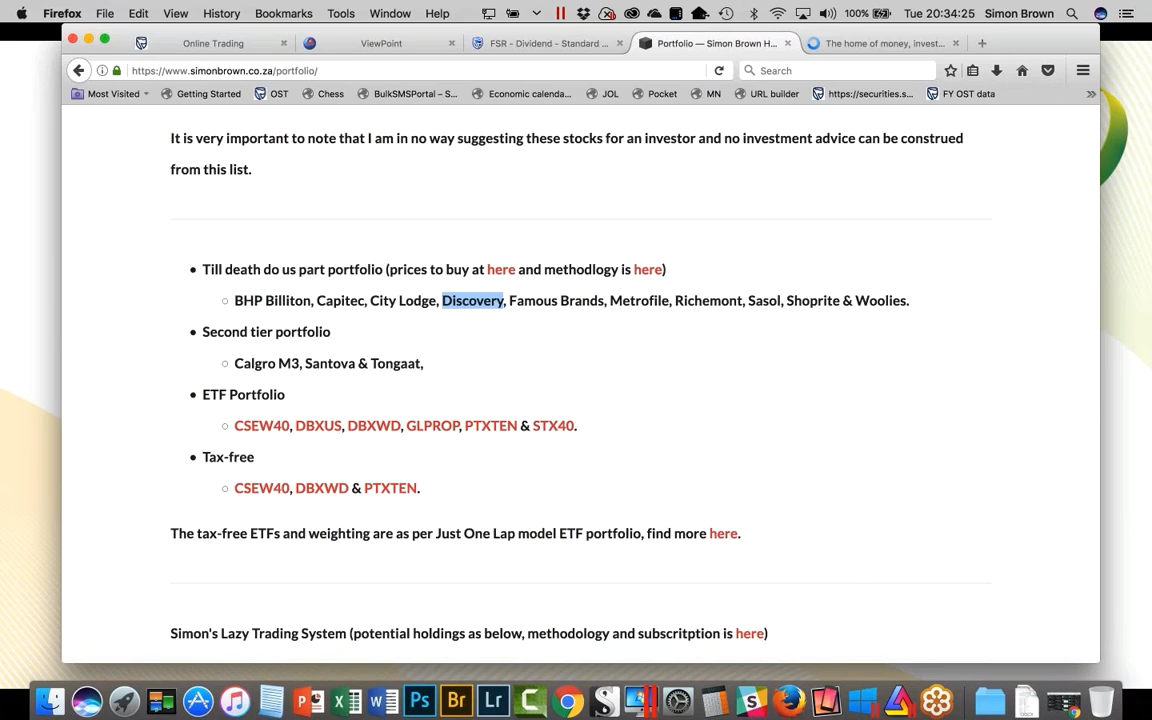 Firefox File Edit View History Bookmarks Tools Window Help 100% Tue 20:34:25 Simon Brown
Online Trading ViewPoint FSR - Dividend - Standard ... Portfolio — Simon Brown H... The home of money, invest...
https://www.simonbrown.co.za/portfolio/ Search
Most Visited Getting Started OST Chess BulkSMSPortal – S... Economic calenda... JOL Pocket MN URL builder https://securities.s... FY OST data
It is very important to note that I am in no way suggesting these stocks for an investor and no investment advice can be construed
from this list.
Till death do us part portfolio (prices to buy at here and methodlogy is here)
BHP Billiton, Capitec, City Lodge, Discovery, Famous Brands, Metrofile, Richemont, Sasol, Shoprite & Woolies.
Second tier portfolio
Calgro M3, Santova & Tongaat,
ETF Portfolio
CSEW40, DBXUS, DBXWD, GLPROP, PTXTEN & STX40.
Tax-free
CSEW40, DBXWD & PTXTEN.
The tax-free ETFs and weighting are as per Just One Lap model ETF portfolio, find more here.
Simon's Lazy Trading System (potential holdings as below, methodology and subscritption is here)